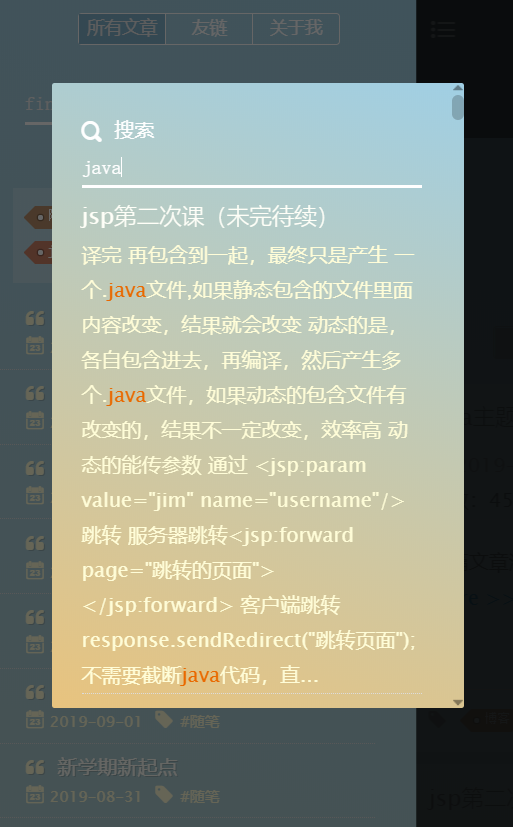 所有文章 友链 关于我
fin
搜索
java
jsp第二次课（未完待续）
译完 再包含到一起，最终只是产生 一
个.java文件,如果静态包含的文件里面
内容改变，结果就会改变 动态的是，
各自包含进去，再编译，然后产生多
个.java文件，如果动态的包含文件有
改变的，结果不一定改变，效率高 动
态的能传参数 通过 <jsp:param
value="jim" name="username"/>
跳转 服务器跳转<jsp:forward
page="跳转的页面">
</jsp:forward> 客户端跳转
response.sendRedirect("跳转页面");
不需要截断java代码，直...
2019-09-01 #随笔
新学期新起点
2019-08-31 #随笔
jsp第二